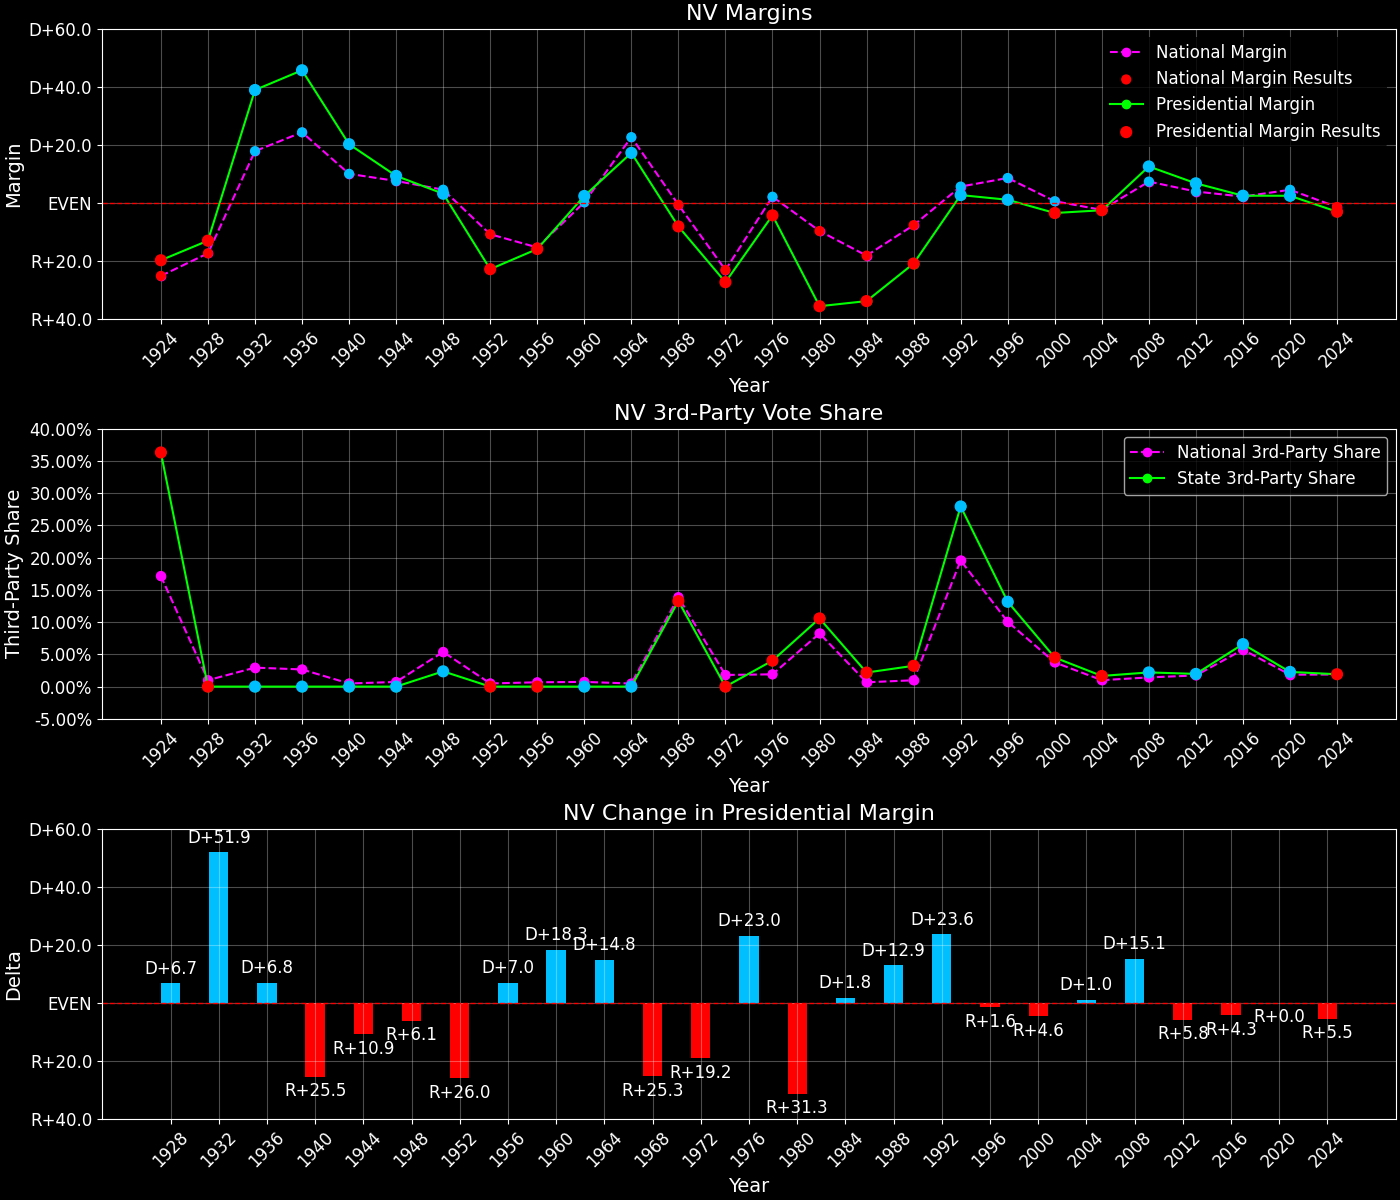 NV Margins
D+60.0
D+40.0
D+20.0
EVEN
R+20.0
R+40.0
Margin
National Margin
National Margin Results
Presidential Margin
Presidential Margin Results
1924 1928 1932 1936 1940 1944 1948 1952 1956 1960 1964 1968 1972 1976 1980 1984 1988 1992 1996 2000 2004 2008 2012 2016 2020 2024
Year
NV 3rd-Party Vote Share
40.00%
35.00%
30.00%
25.00%
20.00%
15.00%
10.00%
5.00%
0.00%
-5.00%
Third-Party Share
National 3rd-Party Share
State 3rd-Party Share
1924 1928 1932 1936 1940 1944 1948 1952 1956 1960 1964 1968 1972 1976 1980 1984 1988 1992 1996 2000 2004 2008 2012 2016 2020 2024
Year
NV Change in Presidential Margin
D+60.0
D+40.0
D+20.0
EVEN
R+20.0
R+40.0
Delta
D+6.7
D+51.9
D+6.8
R+25.5
R+10.9
R+6.1
R+26.0
D+7.0
D+18.3
D+14.8
R+25.3
R+19.2
D+23.0
R+31.3
D+1.8
D+12.9
D+23.6
R+1.6
R+4.6
D+1.0
D+15.1
R+5.8
R+4.3
R+0.0
R+5.5
1928 1932 1936 1940 1944 1948 1952 1956 1960 1964 1968 1972 1976 1980 1984 1988 1992 1996 2000 2004 2008 2012 2016 2020 2024
Year